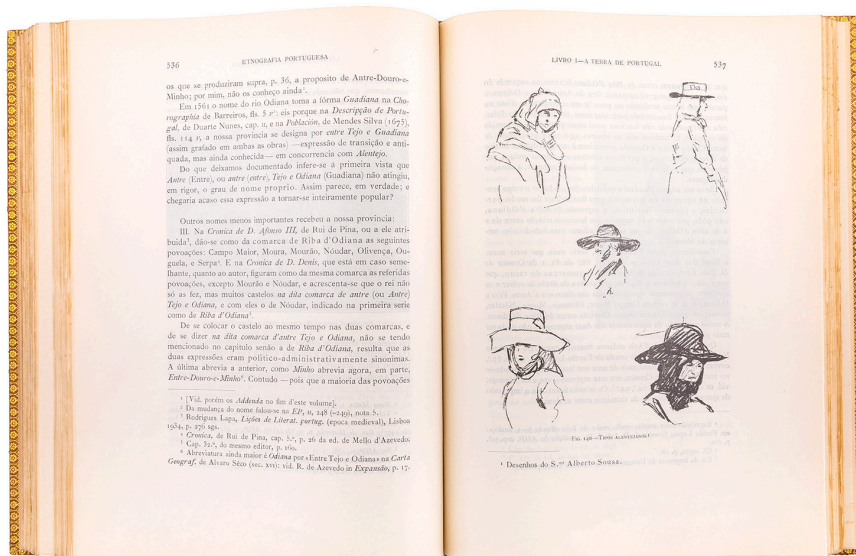 536
ETNOGRAFIA PORTUGUESA
os que se produziram supra, p. 36, a proposito de Antre-Douro-e-
Minho; por mim, não os conheço ainda¹.
Em 1561 o nome do rio Odiana toma a fórma Guadiana na Cho-
rographia de Barreiros, fls. 5 v²: eis porque na Descripção de Portu-
gal, de Duarte Nunes, cap. II, e na Población, de Mendes Silva (1675),
fls. 114 v, a nossa provincia se designa por entre Tejo e Guadiana
(assim grafado em ambas as obras) —expressão de transição e anti-
quada, mas ainda conhecida — em concorrencia com Alentejo.
Do que deixamos documentado infere-se á primeira vista que
Antre (Entre), ou antre (entre), Tejo e Odiana (Guadiana) não atingiu,
em rigor, o grau de nome proprio. Assim parece, em verdade; e
chegaria acaso essa expressão a tornar-se inteiramente popular?
Outros nomes menos importantes recebeu a nossa provincia:
III. Na Cronica de D. Afonso III, de Rui de Pina, ou a ele atri-
buida³, dão-se como da comarca de Riba d'Odiana as seguintes
povoações: Campo Maior, Moura, Mourão, Nóudar, Olivença, Ou-
guela, e Serpa⁴. E na Cronica de D. Denis, que está em caso seme-
lhante, quanto ao autor, figuram como da mesma comarca as referidas
povoações, excepto Mourão e Nóudar, e acrescenta-se que o rei não
só as fez, mas muitos castelos na dita comarca de antre (ou Antre)
Tejo e Odiana, e com eles o de Nóudar, indicado na primeira serie
como de Riba d'Odiana⁵.
De se colocar o castelo ao mesmo tempo nas duas comarcas, e
de se dizer na dita comarca d'antre Tejo e Odiana, não se tendo
mencionado no capitulo senão a de Riba d'Odiana, resulta que as
duas expressões eram politico-administrativamente sinonimas.
A última abrevia a anterior, como Minho abrevia agora, em parte,
Entre-Douro-e-Minho⁶. Contudo — pois que a maioria das povoações
¹ [Vid. porém os Addenda no fim d'este volume].
² Da mudança do nome falou-se no EP, II, 248 (-249), nota 5.
³ Rodrigues Lapa, Lições de Literat. portug. (epoca medieval), Lisboa
1934, p. 276 sgs.
⁴ Cronica, de Rui de Pina, cap. 5.º, p. 26 da ed. de Mello d'Azevedo.
⁵ Cap. 32.º, do mesmo editor, p. 160.
⁶ Abreviatura ainda maior é Odiana por «Entre Tejo e Odiana» na Carta
Geograf. de Alvaro Sêco (sec. XVI): vid. R. de Azevedo in Expansão, p. 17-
LIVRO I—A TERRA DE PORTUGAL
537
FIG. 146 – TIPOS ALENTEJANOS¹
¹ Desenhos do S.ᵒʳ Alberto Sousa.